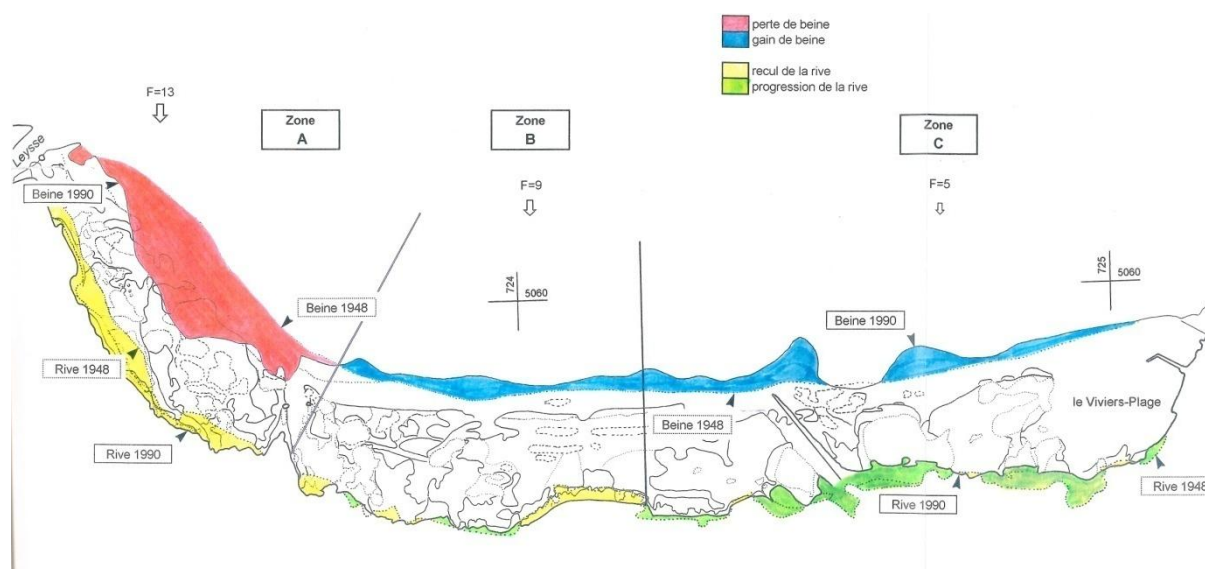 perte de beine
gain de beine
recul de la rive
progression de la rive
F=13
Zone
A
Zone
B
Zone
C
Leysse
F=9
F=5
Beine 1990
724
5060
725
5060
Beine 1948
Beine 1990
Rive 1948
Beine 1948
le Viviers-Plage
Rive 1990
Rive 1990
Rive 1948